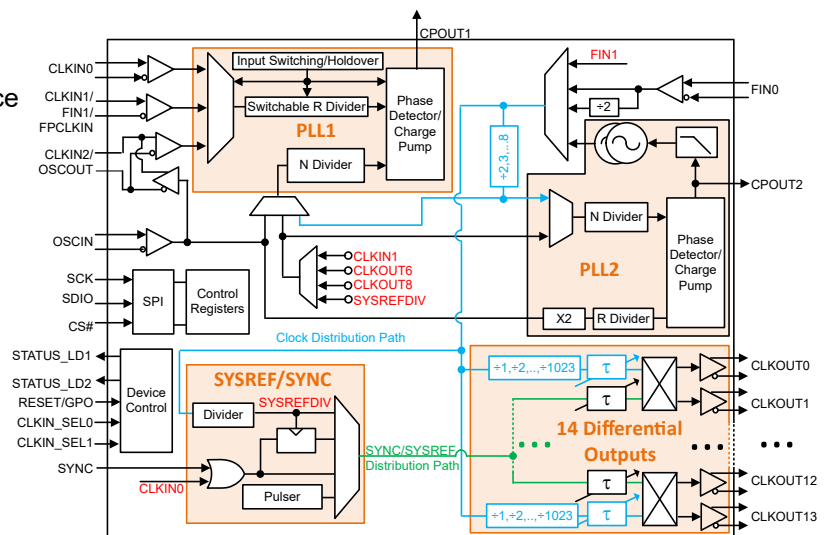 CPOUT1
ce
CLKIN0
CLKIN1/
FIN1/
FPCLKIN
CLKIN2/
OSCOUT
OSCIN
SCK
SDIO
CS#
SPI
Control
Registers
STATUS_LD1
STATUS_LD2
RESET/GPO
CLKIN_SEL0
CLKIN_SEL1
Device
Control
SYNC
CLKIN0
Input Switching/Holdover
Switchable R Divider
PLL1
N Divider
Phase
Detector/
Charge
Pump
FIN1
FIN0
÷2
÷2,3,...8
CPOUT2
N Divider
PLL2
Phase
Detector/
Charge
Pump
X2
R Divider
CLKIN1
CLKOUT6
CLKOUT8
SYSREFDIV
Clock Distribution Path
SYSREF/SYNC
Divider
SYSREFDIV
Pulser
SYNC/SYSREF
Distribution Path
÷1,÷2,..,÷1023
τ
τ
14 Differential
Outputs
τ
÷1,÷2,..,÷1023
τ
CLKOUT0
CLKOUT1
CLKOUT12
CLKOUT13